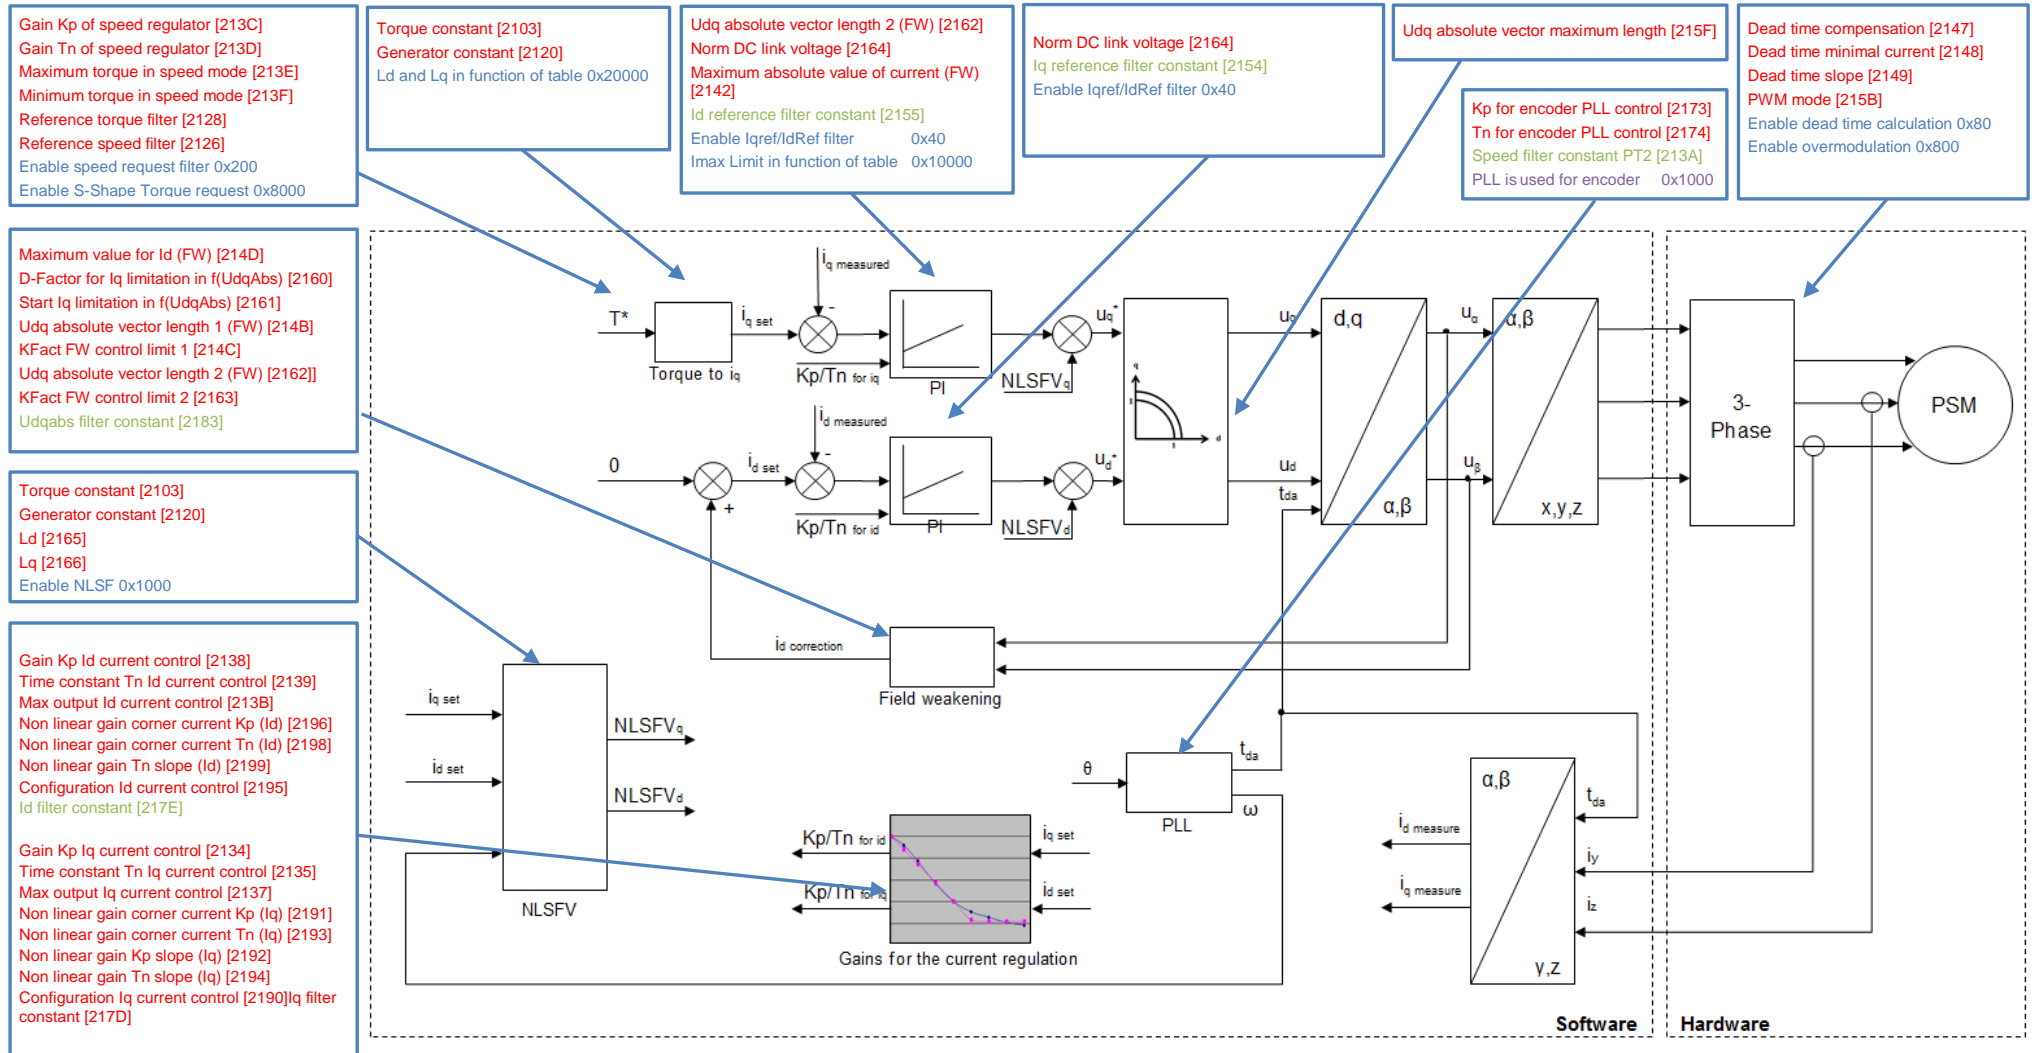 Gain Kp of speed regulator [213C]
Gain Tn of speed regulator [213D]
Maximum torque in speed mode [213E]
Minimum torque in speed mode [213F]
Reference torque filter [2128]
Reference speed filter [2126]
Enable speed request filter 0x200
Enable S-Shape Torque request 0x8000
Torque constant [2103]
Generator constant [2120]
Ld and Lq in function of table 0x20000
Udq absolute vector length 2 (FW) [2162]
Norm DC link voltage [2164]
Maximum absolute value of current (FW)
[2142]
Id reference filter constant [2155]
Enable Iqref/IdRef filter 0x40
Imax Limit in function of table 0x10000
Norm DC link voltage [2164]
Iq reference filter constant [2154]
Enable Iqref/IdRef filter 0x40
Udq absolute vector maximum length [215F]
Kp for encoder PLL control [2173]
Tn for encoder PLL control [2174]
Speed filter constant PT2 [213A]
PLL is used for encoder 0x1000
Dead time compensation [2147]
Dead time minimal current [2148]
Dead time slope [2149]
PWM mode [215B]
Enable dead time calculation 0x80
Enable overmodulation 0x800
Maximum value for Id (FW) [214D]
D-Factor for Iq limitation in f(UdqAbs) [2160]
Start Iq limitation in f(UdqAbs) [2161]
Udq absolute vector length 1 (FW) [214B]
KFact FW control limit 1 [214C]
Udq absolute vector length 2 (FW) [2162]]
KFact FW control limit 2 [2163]
Udqabs filter constant [2183]
Torque constant [2103]
Generator constant [2120]
Ld [2165]
Lq [2166]
Enable NLSF 0x1000
Gain Kp Id current control [2138]
Time constant Tn Id current control [2139]
Max output Id current control [213B]
Non linear gain corner current Kp (Id) [2196]
Non linear gain corner current Tn (Id) [2198]
Non linear gain Tn slope (Id) [2199]
Configuration Id current control [2195]
Id filter constant [217E]
Gain Kp Iq current control [2134]
Time constant Tn Iq current control [2135]
Max output Iq current control [2137]
Non linear gain corner current Kp (Iq) [2191]
Non linear gain corner current Tn (Iq) [2193]
Non linear gain Kp slope (Iq) [2192]
Non linear gain Tn slope (Iq) [2194]
Configuration Iq current control [2190]Iq filter
constant [217D]
T*
Torque to iq
iq set
iq measured
-
Kp/Tn for iq
PI
NLSFVq
uq*
0
+
id set
id measured
-
Kp/Tn for id
PI
NLSFVd
ud*
q
1
1
d
uq
ud
tda
d,q
α,β
uα
uβ
α,β
x,y,z
3-
Phase
PSM
id correction
Field weakening
iq set
id set
NLSFVq
NLSFVd
NLSFV
θ
tda
ω
PLL
Kp/Tn for id
Kp/Tn for iq
iq set
id set
Gains for the current regulation
α,β
y,z
tda
iy
iz
id measure
iq measure
Software
Hardware